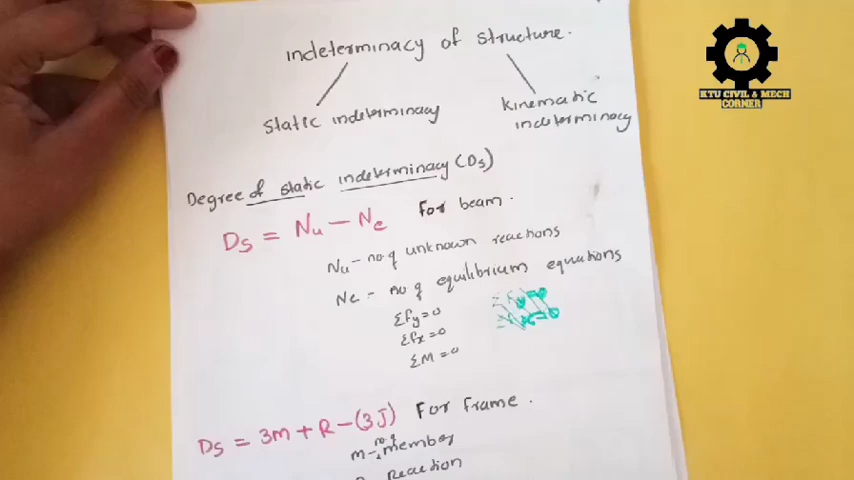 KTU CIVIL & MECH
CORNER
indeterminacy of structure.
static indeterminacy
kinematic
indeterminacy
Degree of static indeterminacy (Ds)
Ds = Nu - Ne For beam.
Nu - no of unknown reactions
Ne - no of equilibrium equations
Σfy=0
Σfx=0
ΣM=0
Ds = 3m + R - (3J) For frame.
m - no of member
reaction